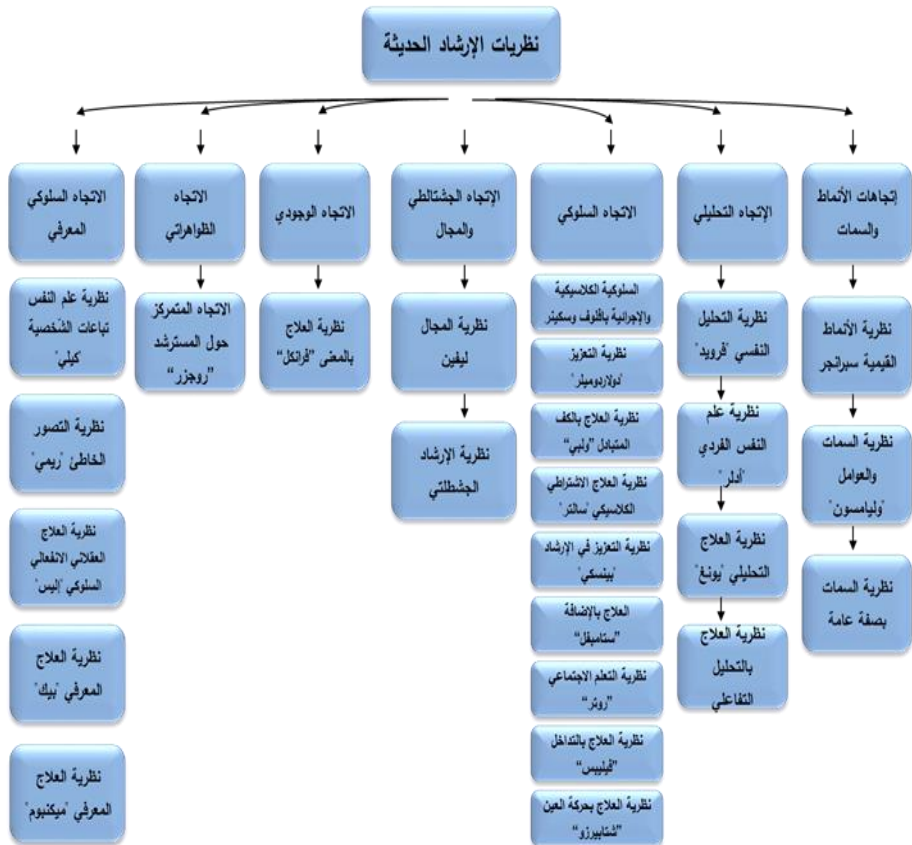 نظريات الإرشاد الحديثة
إتجاهات الأنماط
والسمات
نظرية الأنماط
القيمية سبرانجر
نظرية السمات
والعوامل
"وليامسون"
نظرية السمات
بصفة عامة
الإتجاه التحليلي
نظرية التحليل
النفسي "فرويد"
نظرية علم
النفس الفردي
"أدلر"
نظرية العلاج
التحليلي "يونغ"
نظرية العلاج
بالتحليل
التفاعلي
الاتجاه السلوكي
السلوكية الكلاسيكية
والإجرائية بافلوف وسكينر
نظرية التعزيز
"دولاردوميلر"
نظرية العلاج بالكف
المتبادل "ولبي"
نظرية العلاج الاشتراطي
الكلاسيكي "سالتر"
نظرية التعزيز في الإرشاد
"بينسكي"
العلاج بالإضافة
"ستامبفل"
نظرية التعلم الاجتماعي
"روتر"
نظرية العلاج بالتداخل
"فيليبس"
نظرية العلاج بحركة العين
"شتابيرزو"
الإتجاه الجشتالطي
والمجال
نظرية المجال
ليفين
نظرية الإرشاد
الجشطلتي
الاتجاه الوجودي
نظرية العلاج
بالمعنى "فرانكل"
الاتجاه
الظواهراتي
الاتجاه المتمركز
حول المسترشد
"روجزر"
الاتجاه السلوكي
المعرفي
نظرية علم النفس
تباعات الشخصية
"كيلي"
نظرية التصور
الخاطئ "ريمي"
نظرية العلاج
العقلاني الانفعالي
السلوكي "إليس"
نظرية العلاج
المعرفي "بيك"
نظرية العلاج
المعرفي "ميكنبوم"